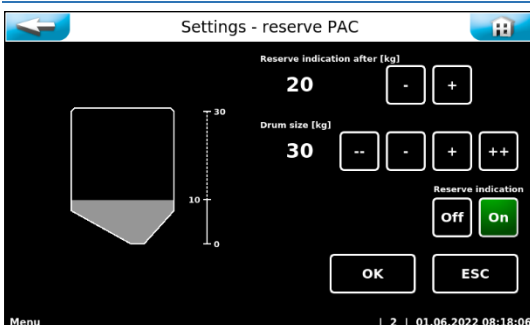 Settings - reserve PAC
Reserve indication after [kg]
20
- +
Drum size [kg]
30
-- - + ++
30
10
0
Reserve indication
Off On
OK ESC
Menu | 2 | 01.06.2022 08:18:06